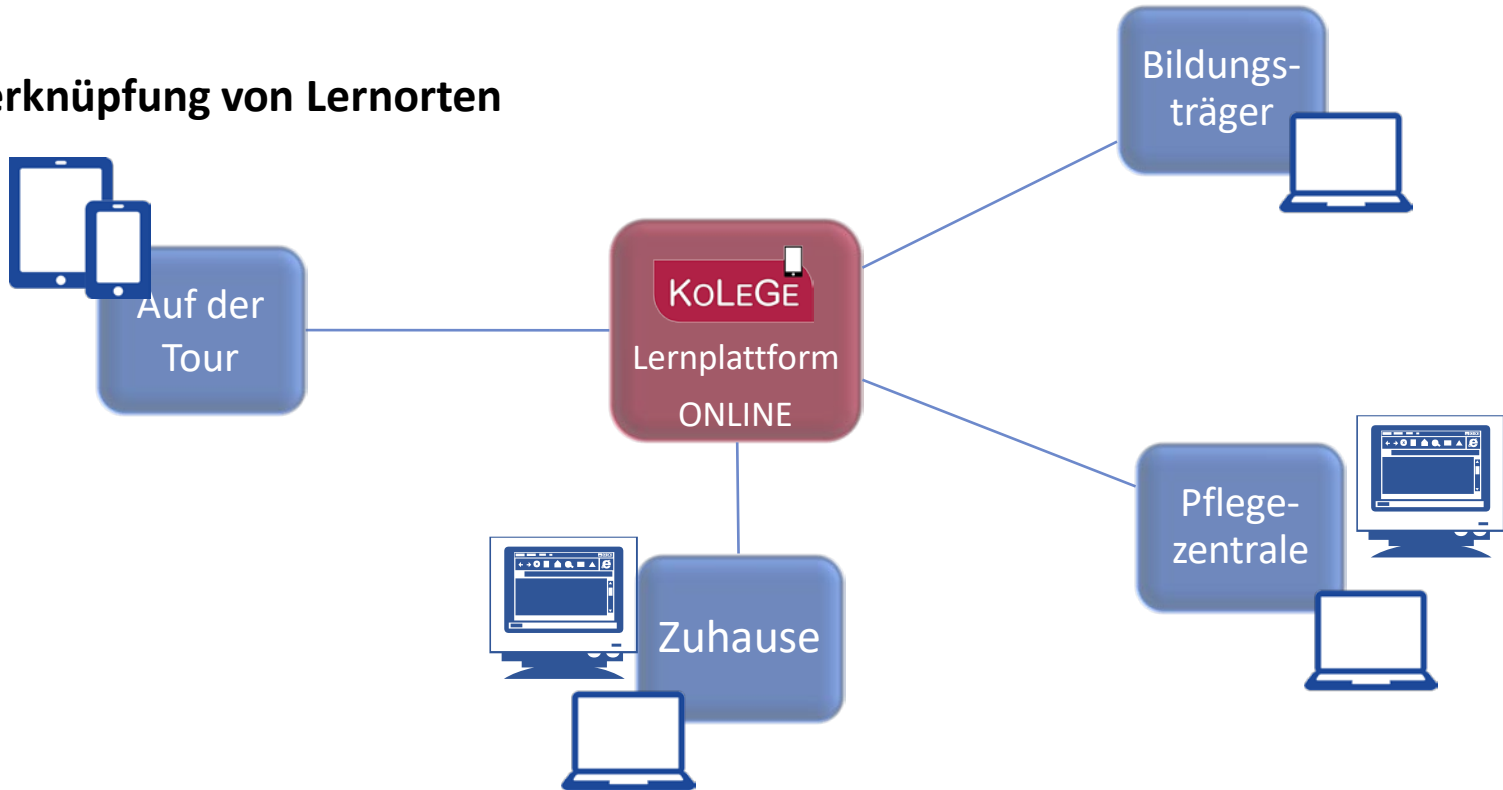 erknüpfung von Lernorten
Bildungs-
träger
Auf der
Tour
KOLEGE
Lernplattform
ONLINE
Pflege-
zentrale
Zuhause